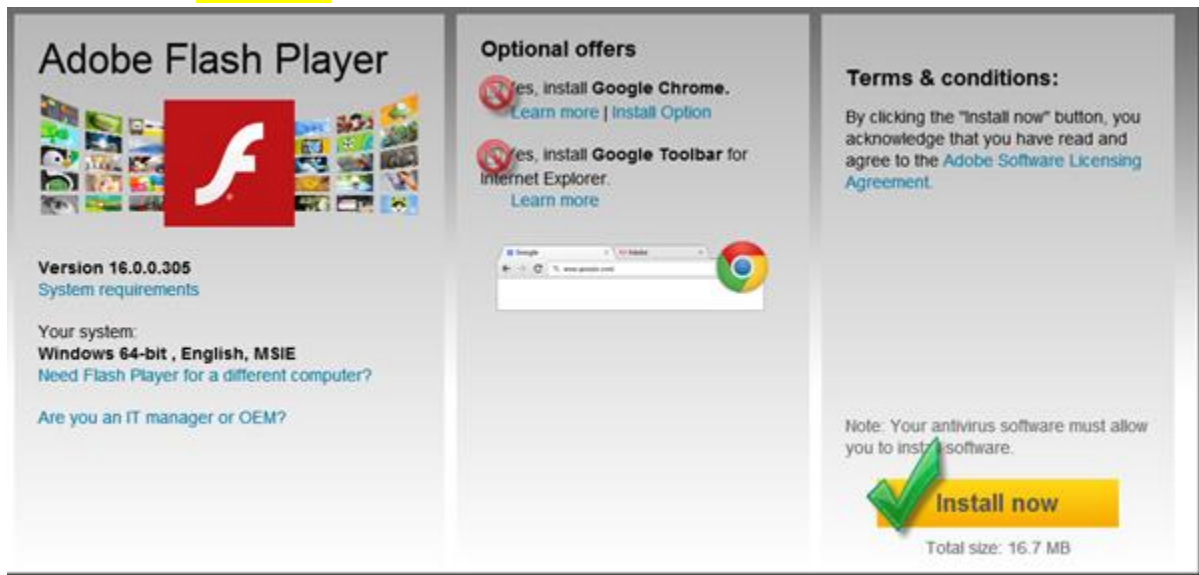 Adobe Flash Player
Version 16.0.0.305
System requirements
Your system:
Windows 64-bit , English, MSIE
Need Flash Player for a different computer?
Are you an IT manager or OEM?
Optional offers
es, install Google Chrome.
Learn more | Install Option
es, install Google Toolbar for
Internet Explorer.
Learn more
Google
Terms & conditions:
By clicking the "Install now" button, you
acknowledge that you have read and
agree to the Adobe Software Licensing
Agreement.
Note: Your antivirus software must allow
you to install software.
Install now
Total size: 16.7 MB